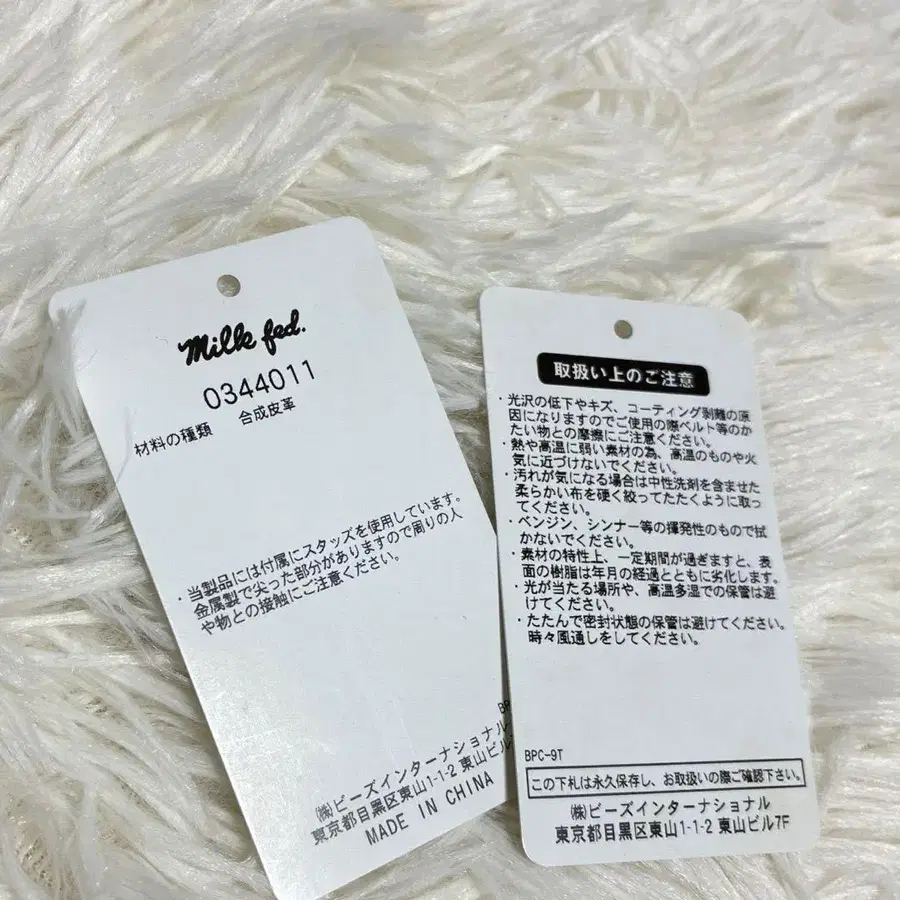 Milk fed.
0344011
材料の種類 合成皮革
・当製品には付属にスタッズを使用しています。
金属製で尖った部分がありますので周りの人
や物との接触にご注意ください。
BP
㈱ビーズインターナショナル
東京都目黒区東山1-1-2 東山ビル
MADE IN CHINA
取扱い上のご注意
・光沢の低下やキズ、コーティング剥離の原
因になりますのでご使用の際ベルト等のか
たい物との摩擦にご注意ください。
・熱や高温に弱い素材の為、高温のものや火
気に近づけないでください。
・汚れが気になる場合は中性洗剤を含ませた
柔らかい布を硬く絞ってたたくように取っ
てください。
・ベンジン、シンナー等の揮発性のもので拭
かないでください。
・素材の特性上、一定期間が過ぎますと、表
面の樹脂は年月の経過とともに劣化します。
・光が当たる場所や、高温多湿での保管は避
けてください。
・たたんで密封状態の保管は避けてください。
時々風通しをしてください。
BPC-9T
この下札は永久保存し、お取扱いの際ご確認下さい。
㈱ビーズインターナショナル
東京都目黒区東山1-1-2 東山ビル7F